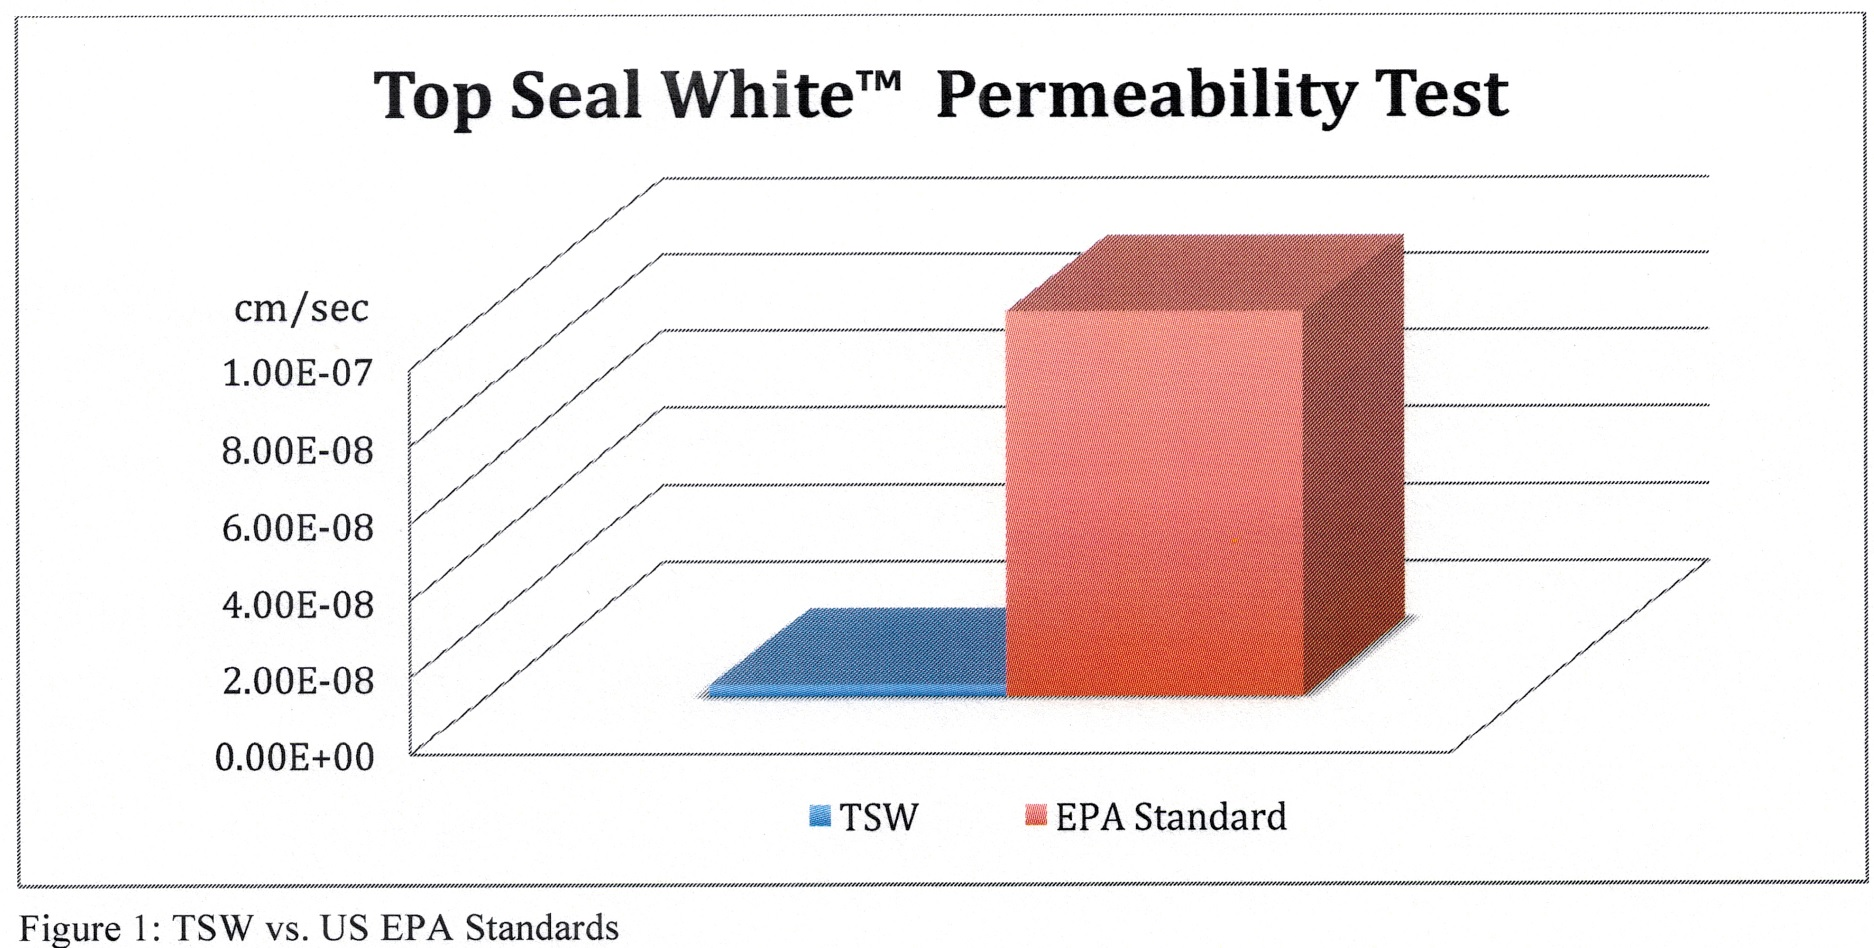 Top Seal White™ Permeability Test
cm/sec
1.00E-07
8.00E-08
6.00E-08
4.00E-08
2.00E-08
0.00E+00
TSW
EPA Standard
Figure 1: TSW vs. US EPA Standards